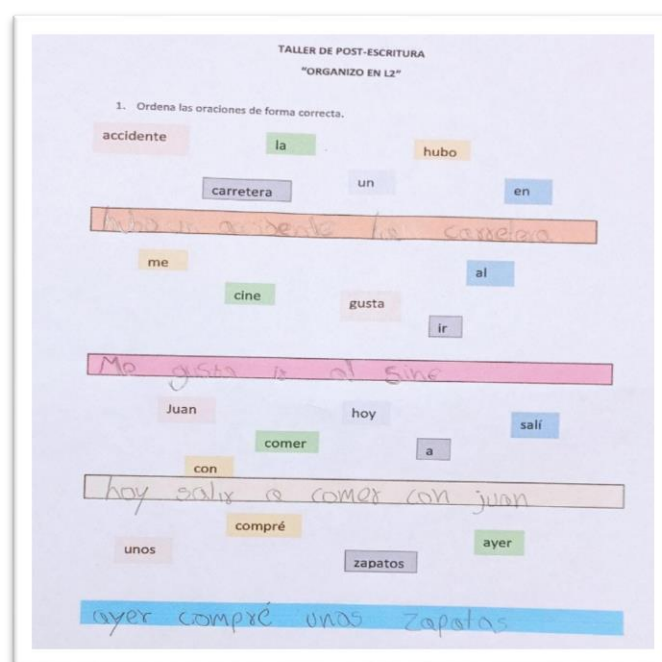 TALLER DE POST-ESCRITURA
"ORGANIZO EN L2"
1. Ordena las oraciones de forma correcta.
accidente la hubo
carretera un en
hubo un accidente la carretera
me al
cine gusta
ir
Me gusta ir al sine
Juan hoy salí
comer a
con
hoy salir a comer con juan
compré
unos zapatos ayer
ayer compré unos zapatos